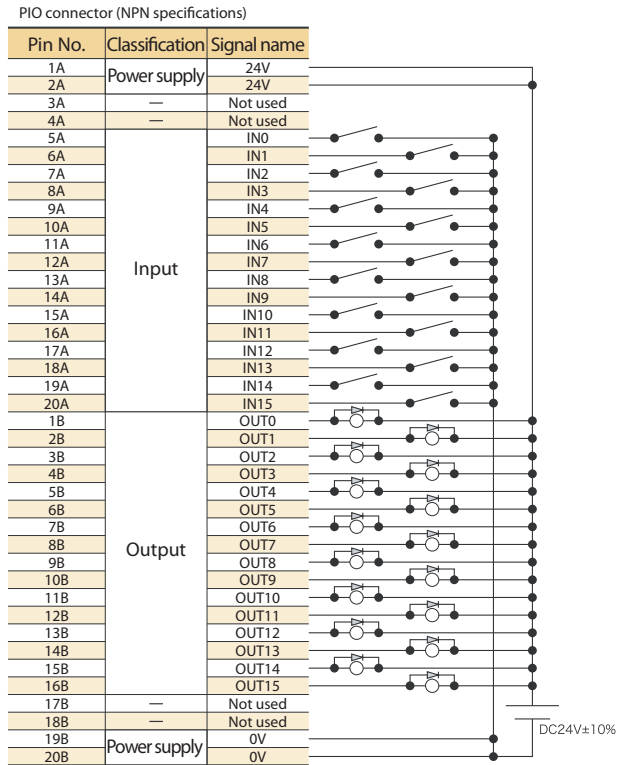 PIO connector (NPN specifications)
Pin No. Classification Signal name
1A Power supply 24V
2A 24V
3A — Not used
4A — Not used
5A Input IN0
6A IN1
7A IN2
8A IN3
9A IN4
10A IN5
11A IN6
12A IN7
13A IN8
14A IN9
15A IN10
16A IN11
17A IN12
18A IN13
19A IN14
20A IN15
1B Output OUT0
2B OUT1
3B OUT2
4B OUT3
5B OUT4
6B OUT5
7B OUT6
8B OUT7
9B OUT8
10B OUT9
11B OUT10
12B OUT11
13B OUT12
14B OUT13
15B OUT14
16B OUT15
17B — Not used
18B — Not used
DC24V±10%
19B Power supply 0V
20B 0V